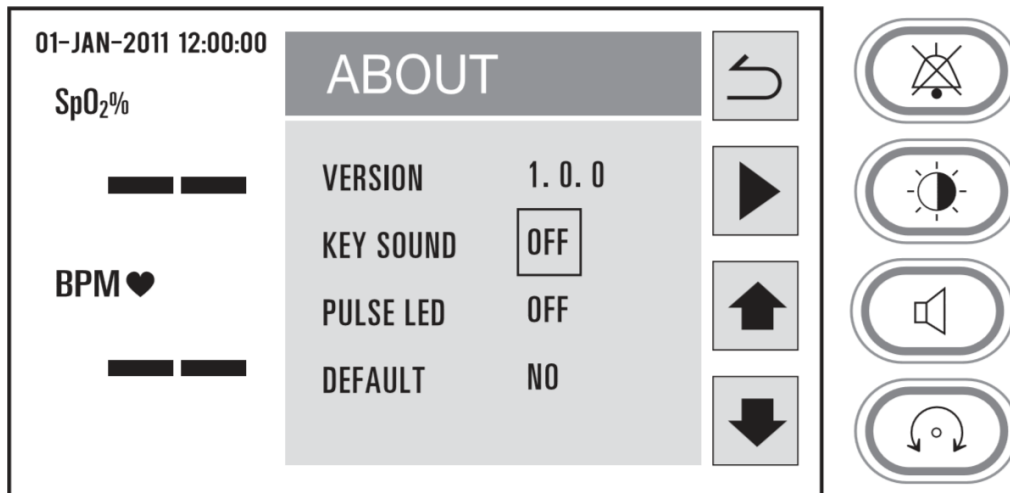 01-JAN-2011 12:00:00
SpO₂%
BPM
ABOUT
VERSION 1. 0. 0
KEY SOUND OFF
PULSE LED OFF
DEFAULT NO